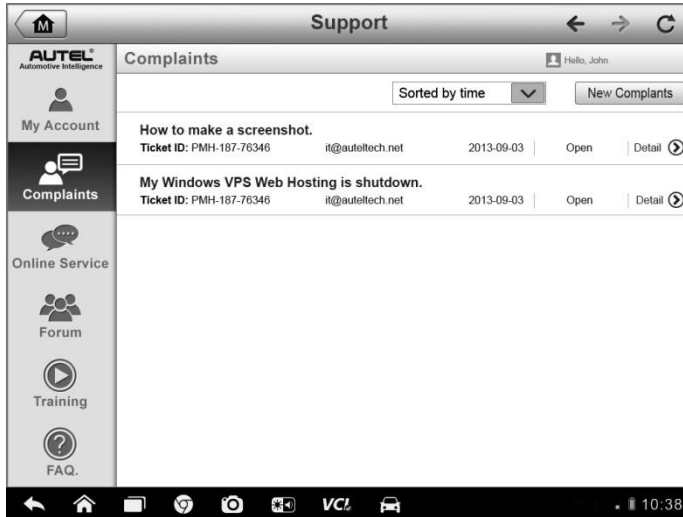 M
Support
AUTEL®
Automotive Intelligence
Complaints
Hello, John
Sorted by time
New Complants
My Account
How to make a screenshot.
Ticket ID: PMH-187-76346 it@auteltech.net 2013-09-03 Open Detail
Complaints
My Windows VPS Web Hosting is shutdown.
Ticket ID: PMH-187-76346 it@auteltech.net 2013-09-03 Open Detail
Online Service
Forum
Training
?
FAQ.
VCI
10:38